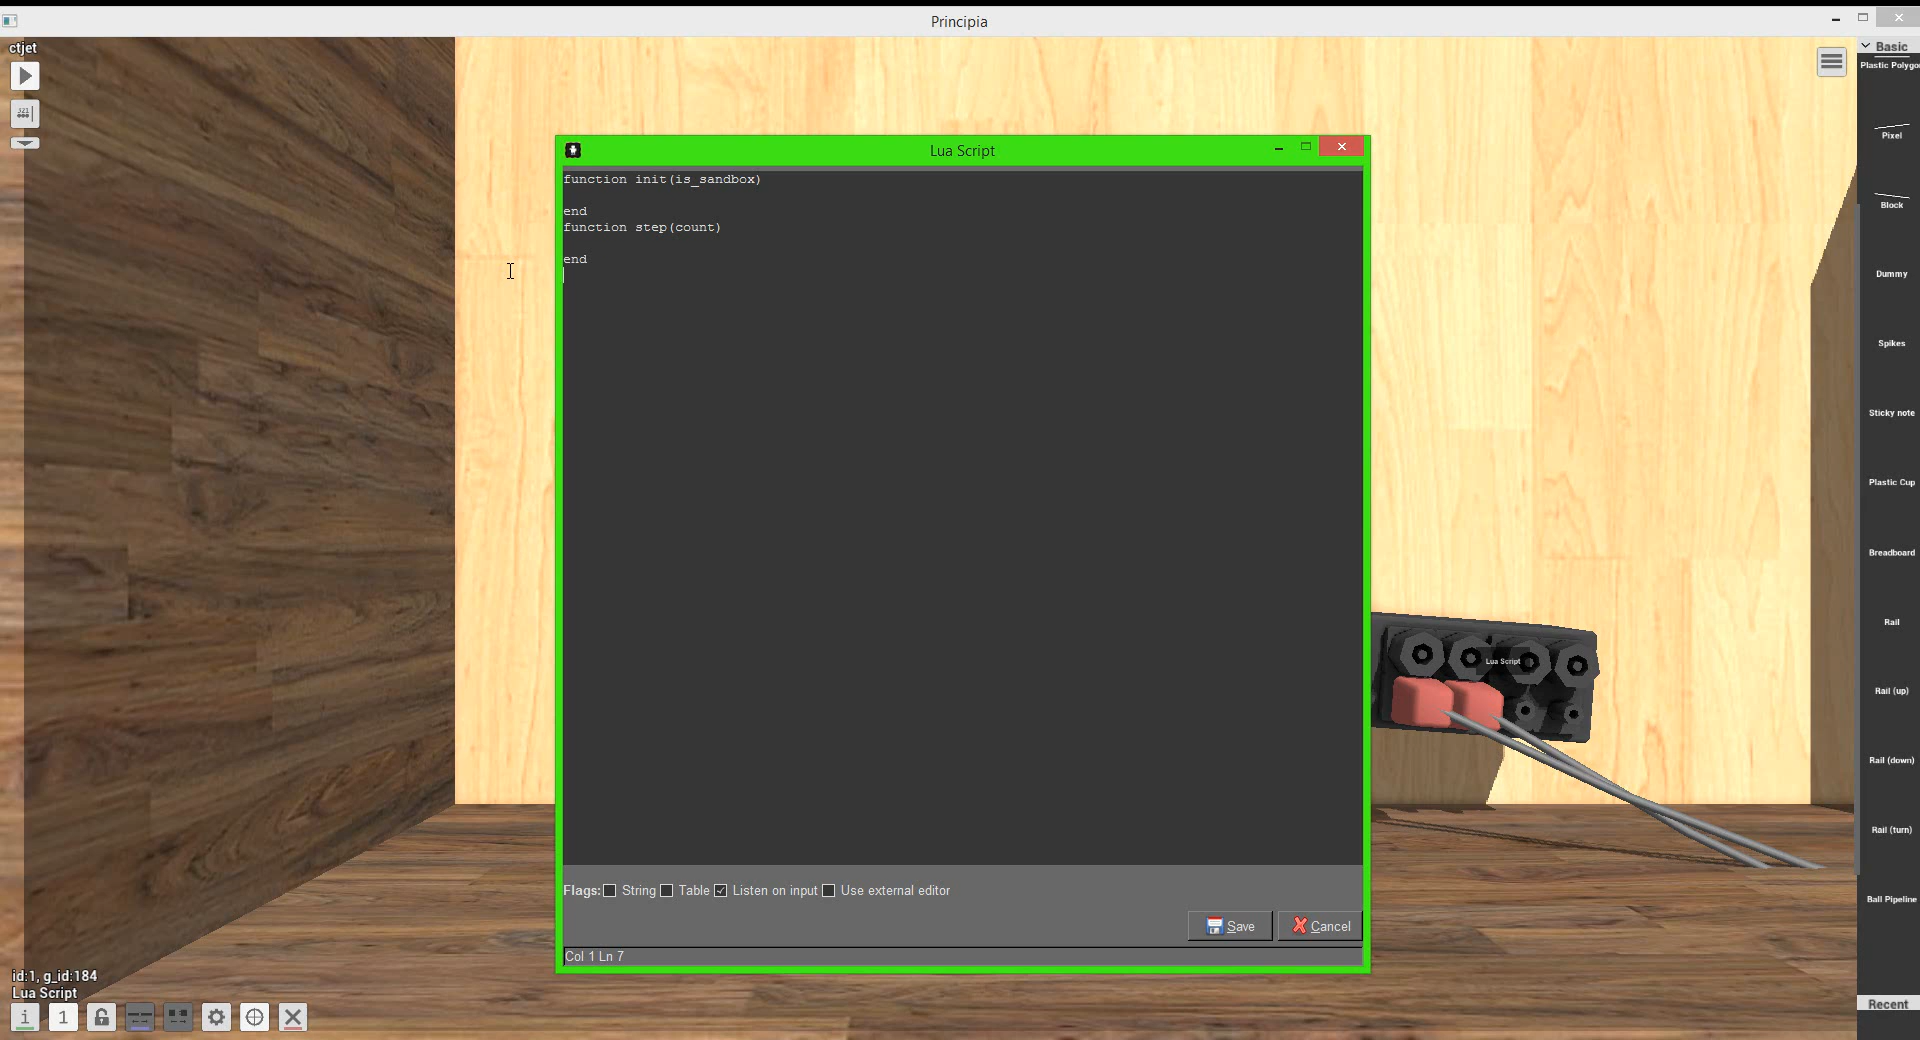 Principia
ctjet
321
Basic
Plastic Polygo
Pixel
Block
Dummy
Spikes
Sticky note
Plastic Cup
Breadboard
Rail
Rail (up)
Rail (down)
Rail (turn)
Ball Pipeline
Recent
Lua Script
function init(is_sandbox)
end
function step(count)
end
Flags: String Table Listen on input Use external editor
Save Cancel
Col 1 Ln 7
Lua Script
id:1, g_id:184
Lua Script
i 1